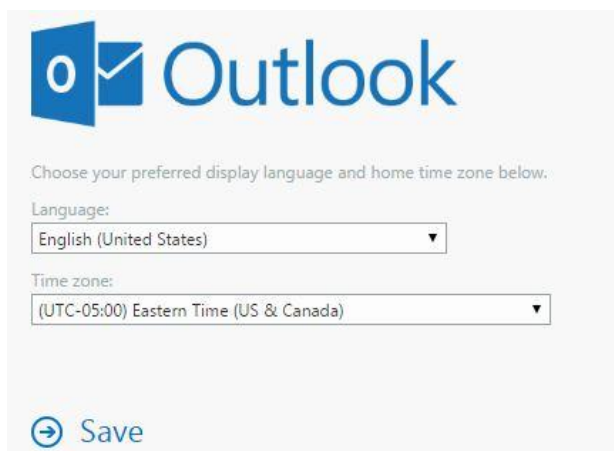 Outlook
Choose your preferred display language and home time zone below.
Language:
English (United States)
Time zone:
(UTC-05:00) Eastern Time (US & Canada)
Save